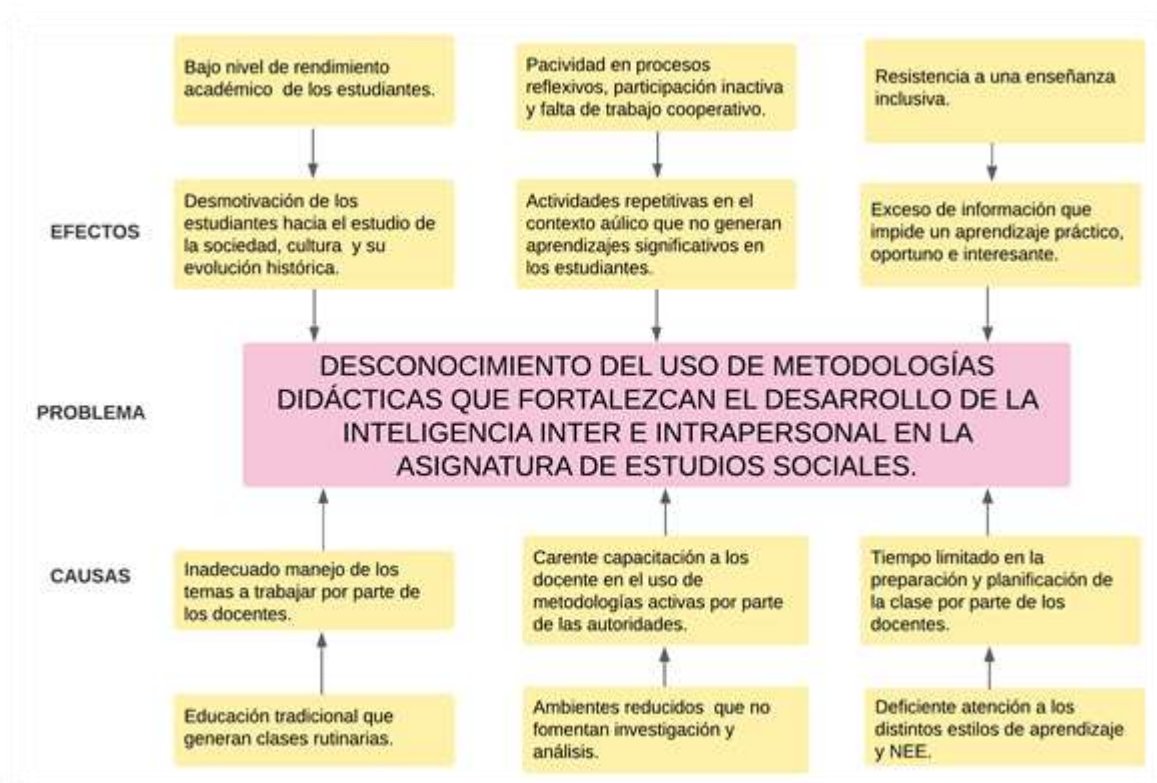 Bajo nivel de rendimiento
académico de los estudiantes.
Pacividad en procesos
reflexivos, participación inactiva
y falta de trabajo cooperativo.
Resistencia a una enseñanza
inclusiva.
EFECTOS
Desmotivación de los
estudiantes hacia el estudio de
la sociedad, cultura y su
evolución histórica.
Actividades repetitivas en el
contexto aúlico que no generan
aprendizajes significativos en
los estudiantes.
Exceso de información que
impide un aprendizaje práctico,
oportuno e interesante.
PROBLEMA
DESCONOCIMIENTO DEL USO DE METODOLOGÍAS
DIDÁCTICAS QUE FORTALEZCAN EL DESARROLLO DE LA
INTELIGENCIA INTER E INTRAPERSONAL EN LA
ASIGNATURA DE ESTUDIOS SOCIALES.
CAUSAS
Inadecuado manejo de los
temas a trabajar por parte de
los docentes.
Carente capacitación a los
docente en el uso de
metodologías activas por parte
de las autoridades.
Tiempo limitado en la
preparación y planificación de
la clase por parte de los
docentes.
Educación tradicional que
generan clases rutinarias.
Ambientes reducidos que no
fomentan investigación y
análisis.
Deficiente atención a los
distintos estilos de aprendizaje
y NEE.